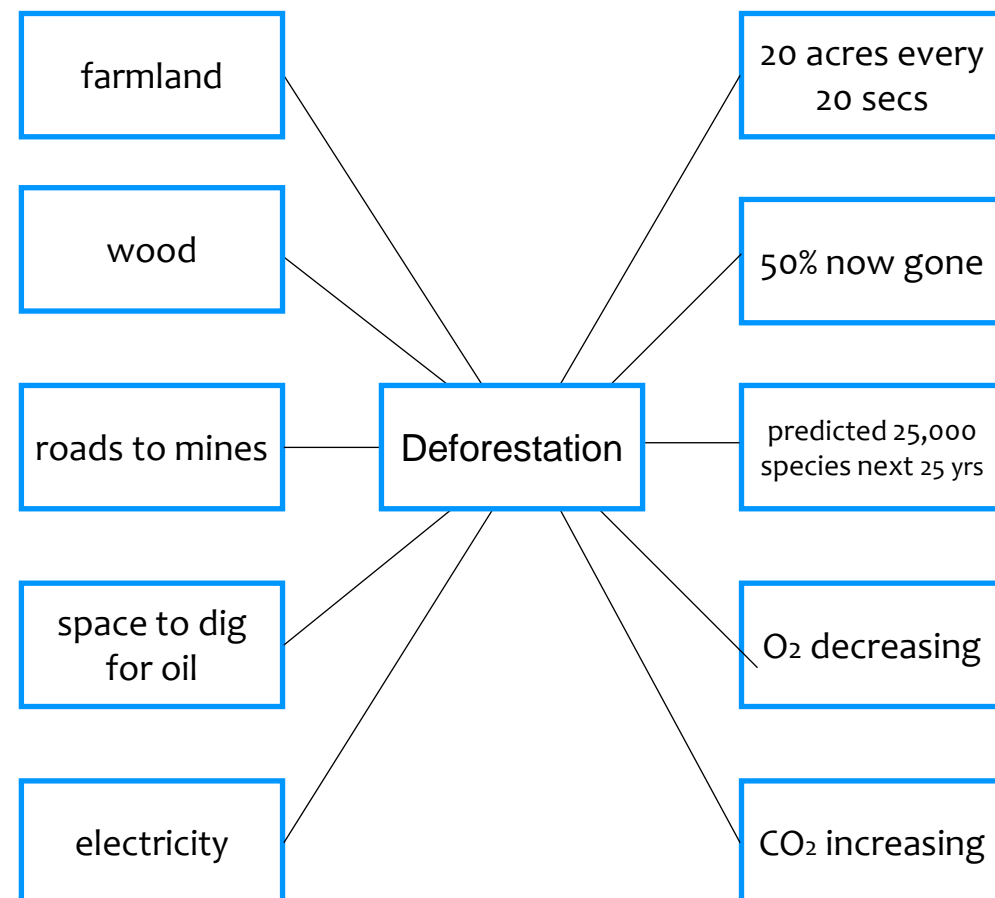 farmland
20 acres every
20 secs
wood
50% now gone
roads to mines
Deforestation
predicted 25,000
species next 25 yrs
space to dig
for oil
O₂ decreasing
electricity
CO₂ increasing